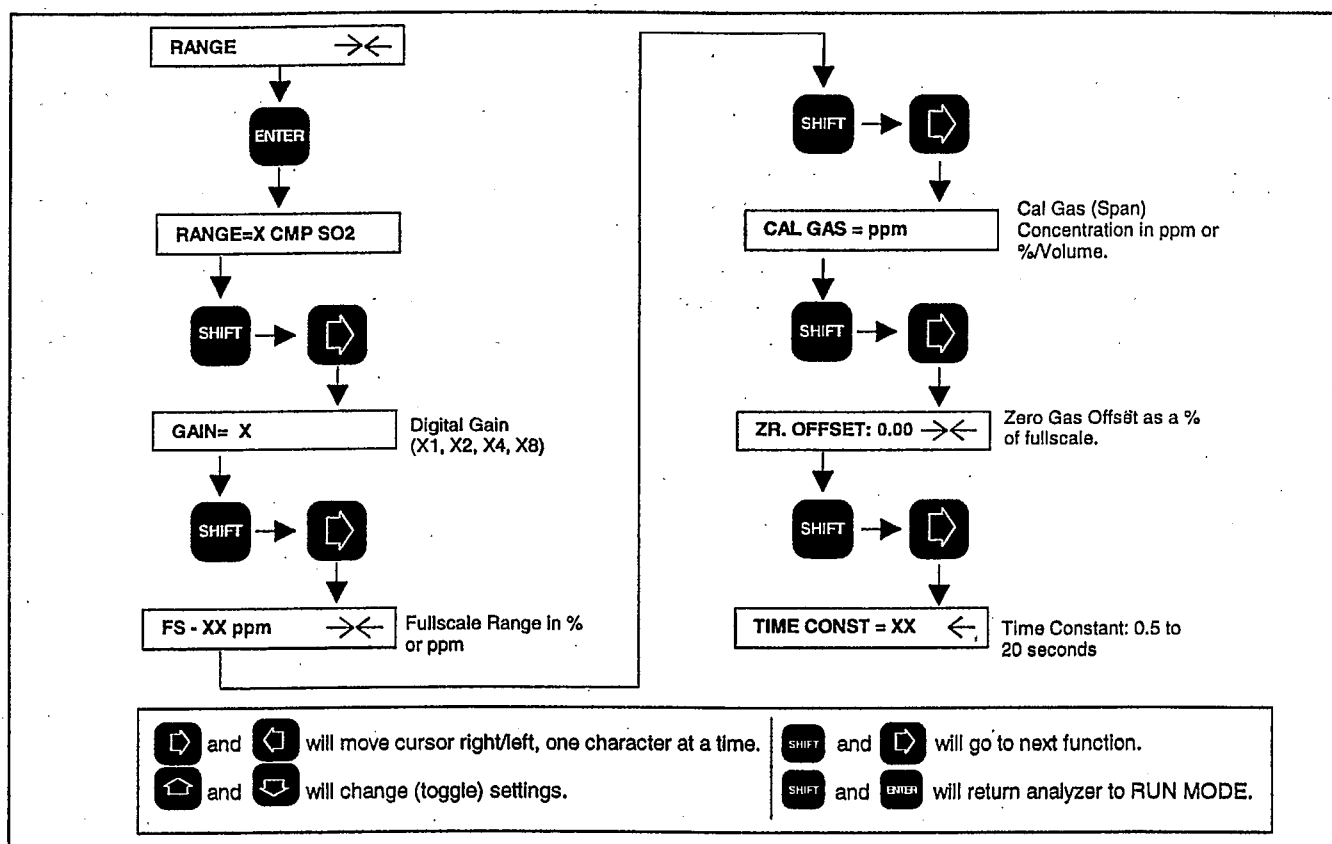 RANGE →←
ENTER
RANGE=X CMP SO2
SHIFT
GAIN= X
Digital Gain
(X1, X2, X4, X8)
SHIFT
FS - XX ppm →←
Fullscale Range in %
or ppm
SHIFT
CAL GAS = ppm
Cal Gas (Span)
Concentration in ppm or
%/Volume.
SHIFT
ZR. OFFSET: 0.00 →←
Zero Gas Offset as a %
of fullscale.
SHIFT
TIME CONST = XX ←
Time Constant: 0.5 to
20 seconds
and will move cursor right/left, one character at a time.
and will change (toggle) settings.
SHIFT and will go to next function.
SHIFT and ENTER will return analyzer to RUN MODE.